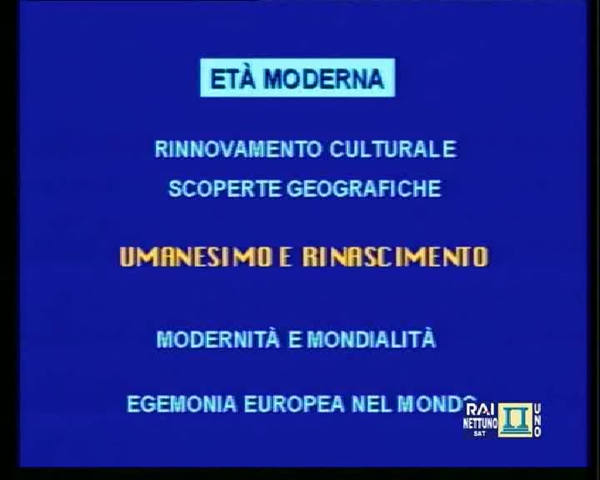 ETÀ MODERNA
RINNOVAMENTO CULTURALE
SCOPERTE GEOGRAFICHE
UMANESIMO E RINASCIMENTO
MODERNITÀ E MONDIALITÀ
EGEMONIA EUROPEA NEL MONDO
RAI
NETTUNO
SAT
UNO